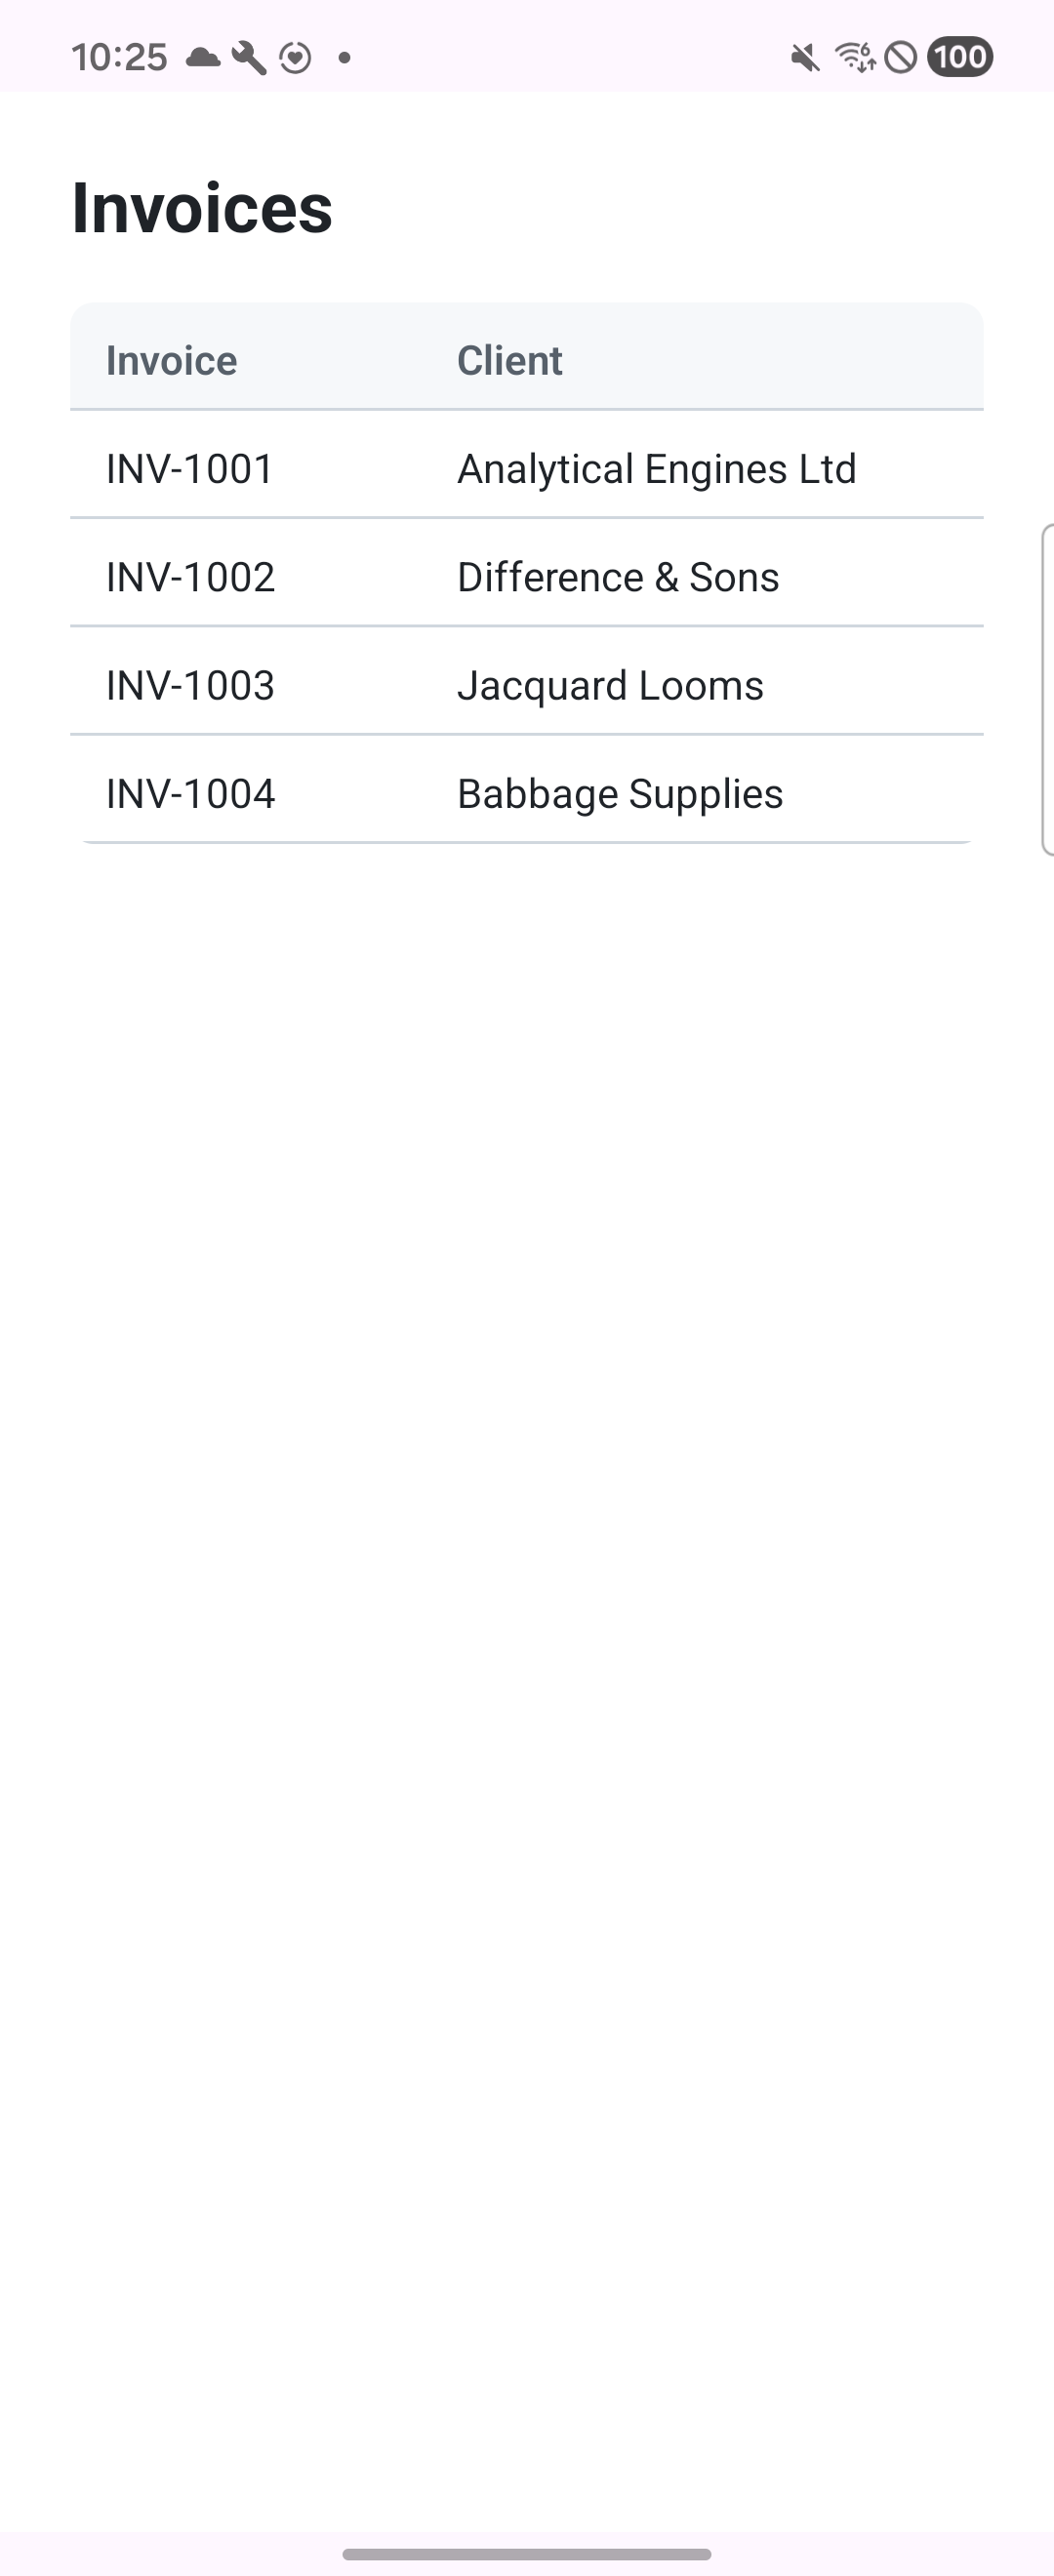 10:25 6 100
Invoices
Invoice Client
INV-1001 Analytical Engines Ltd
INV-1002 Difference & Sons
INV-1003 Jacquard Looms
INV-1004 Babbage Supplies